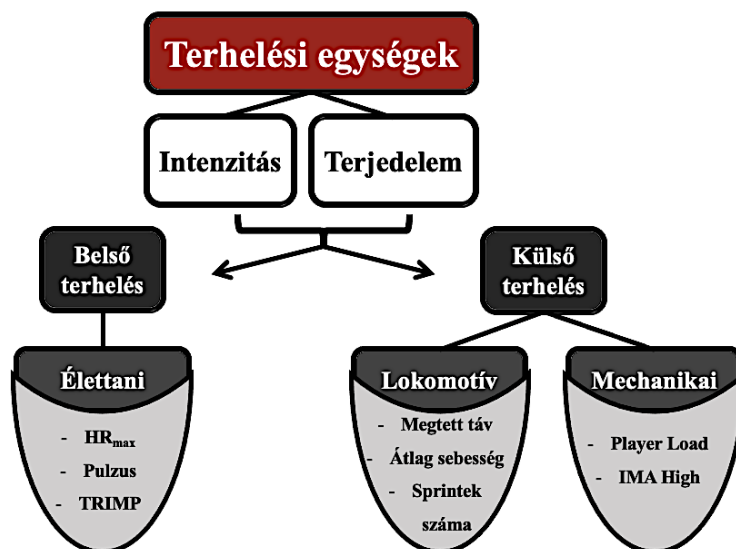 Terhelési egységek
Intenzitás
Terjedelem
Belső
terhelés
Külső
terhelés
Élettani
- HRmax
- Pulzus
- TRIMP
Lokomotív
- Megtett táv
- Átlag sebesség
- Sprintek
száma
Mechanikai
- Player Load
- IMA High